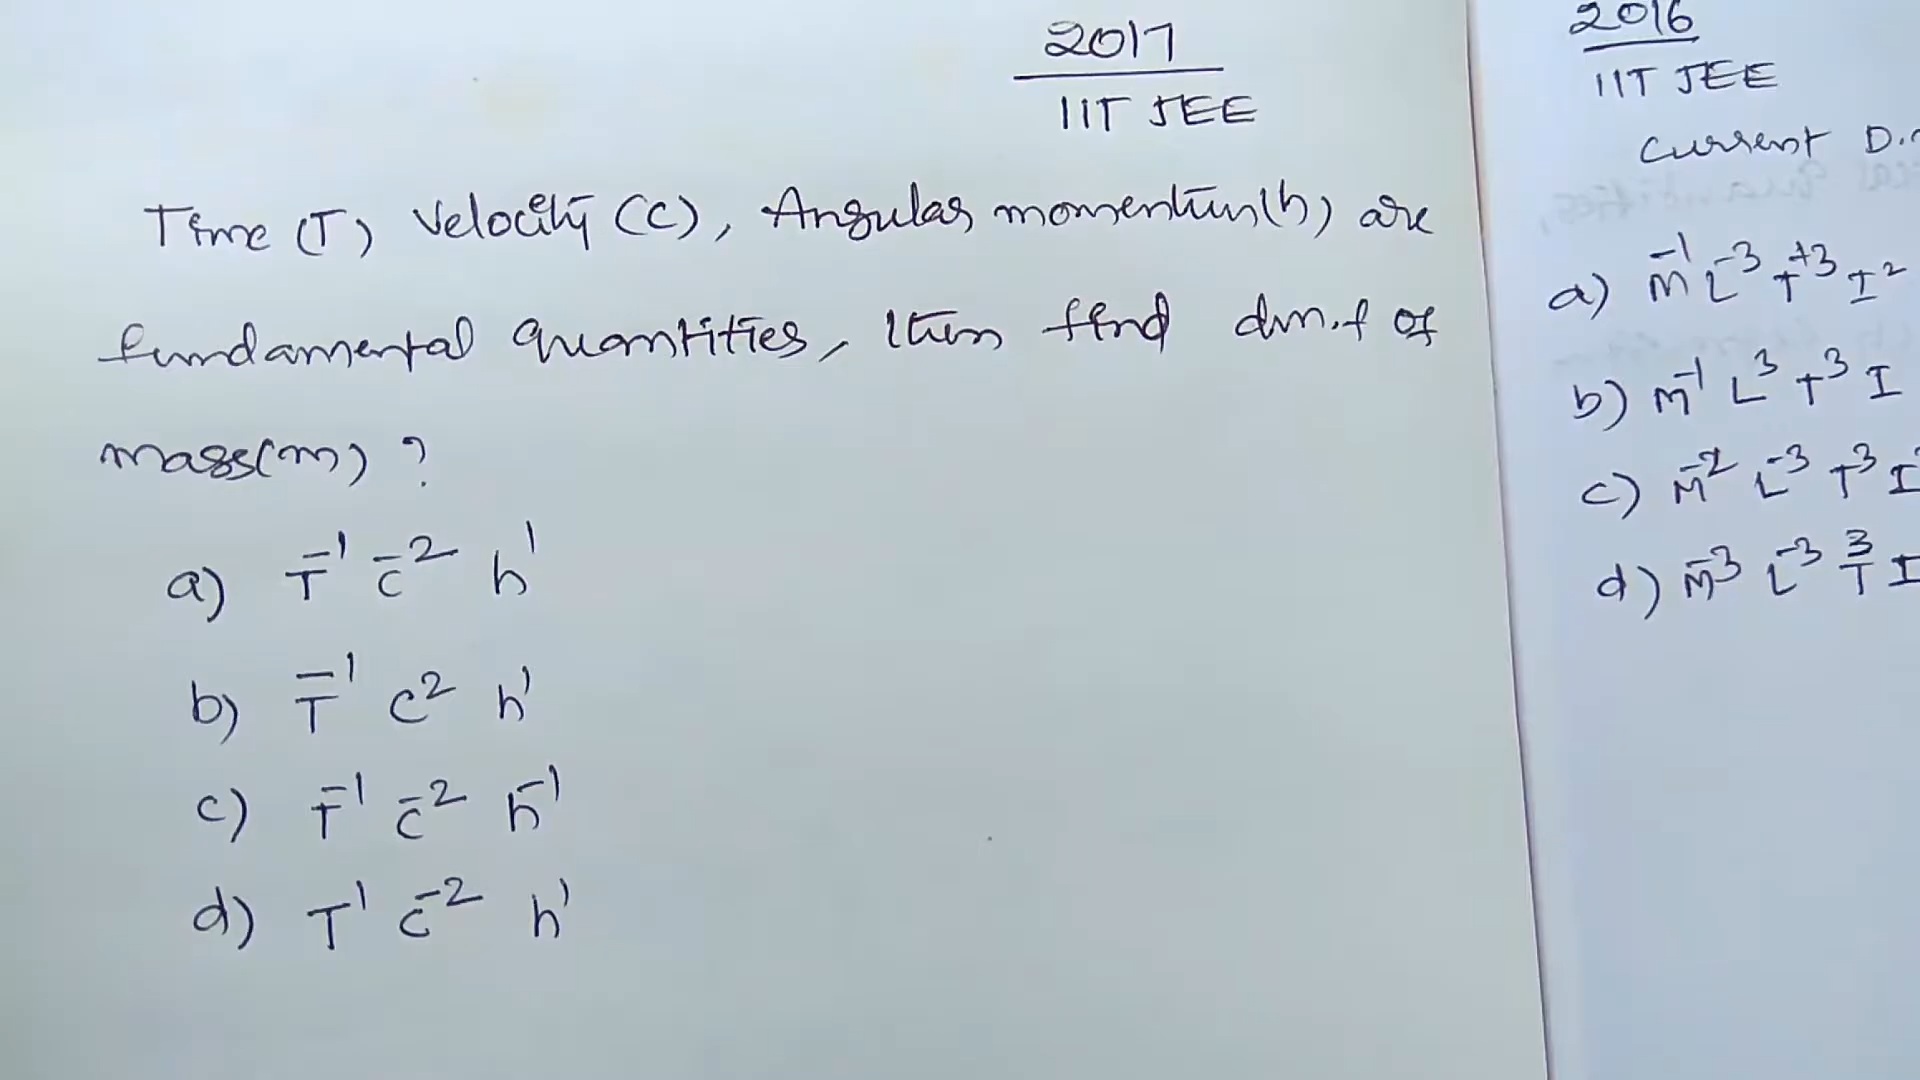 2017
IIT JEE
Time (T) Velocity (C), Angular momentum(h) are
fundamental quantities, then find dm.f of
mass(m) ?
a) T⁻¹ C⁻² h¹
b) T⁻¹ C² h¹
c) T⁻¹ C⁻² h⁻¹
d) T¹ C⁻² h¹
2016
IIT JEE
Current
a) M⁻¹ L⁻³ T⁺³ I²
b) M⁻¹ L³ T³ I
c) M⁻² L⁻³ T³ I
d) M⁻³ L⁻³ T³ I